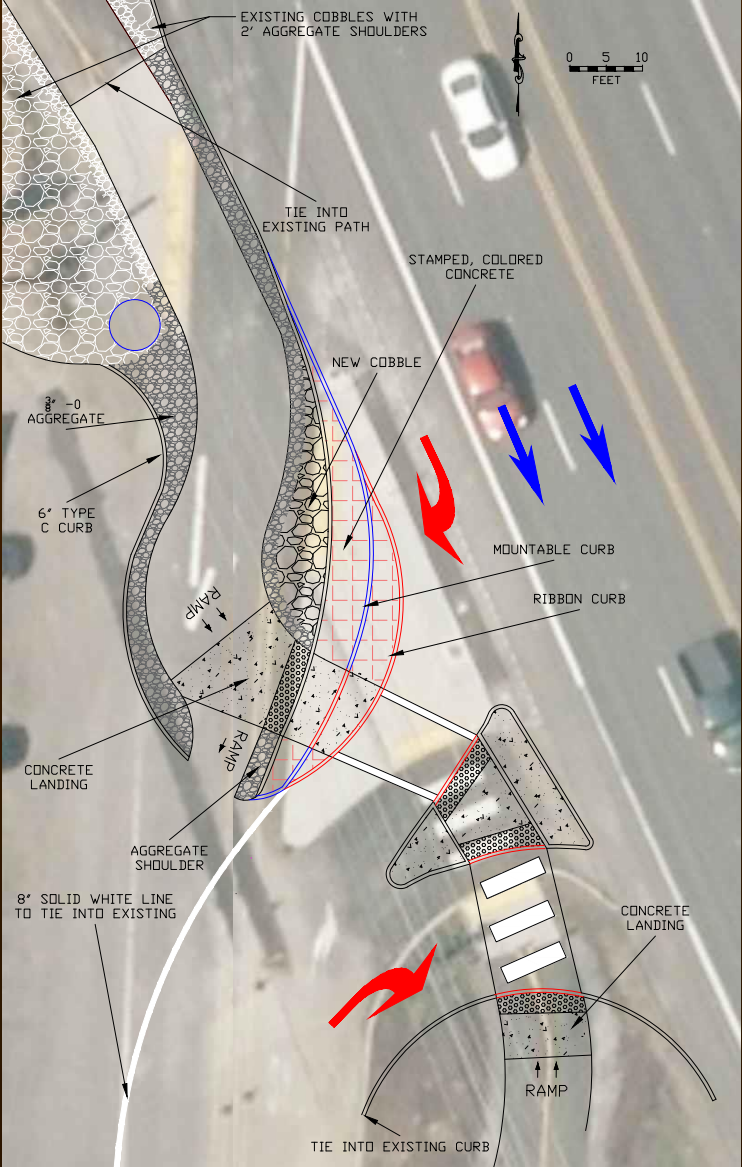 EXISTING COBBLES WITH
2' AGGREGATE SHOULDERS
0 5 10
FEET
TIE INTO
EXISTING PATH
STAMPED, COLORED
CONCRETE
NEW COBBLE
3/8" -0
AGGREGATE
6" TYPE
C CURB
MOUNTABLE CURB
RIBBON CURB
RAMP
RAMP
CONCRETE
LANDING
AGGREGATE
SHOULDER
8" SOLID WHITE LINE
TO TIE INTO EXISTING
CONCRETE
LANDING
RAMP
TIE INTO EXISTING CURB